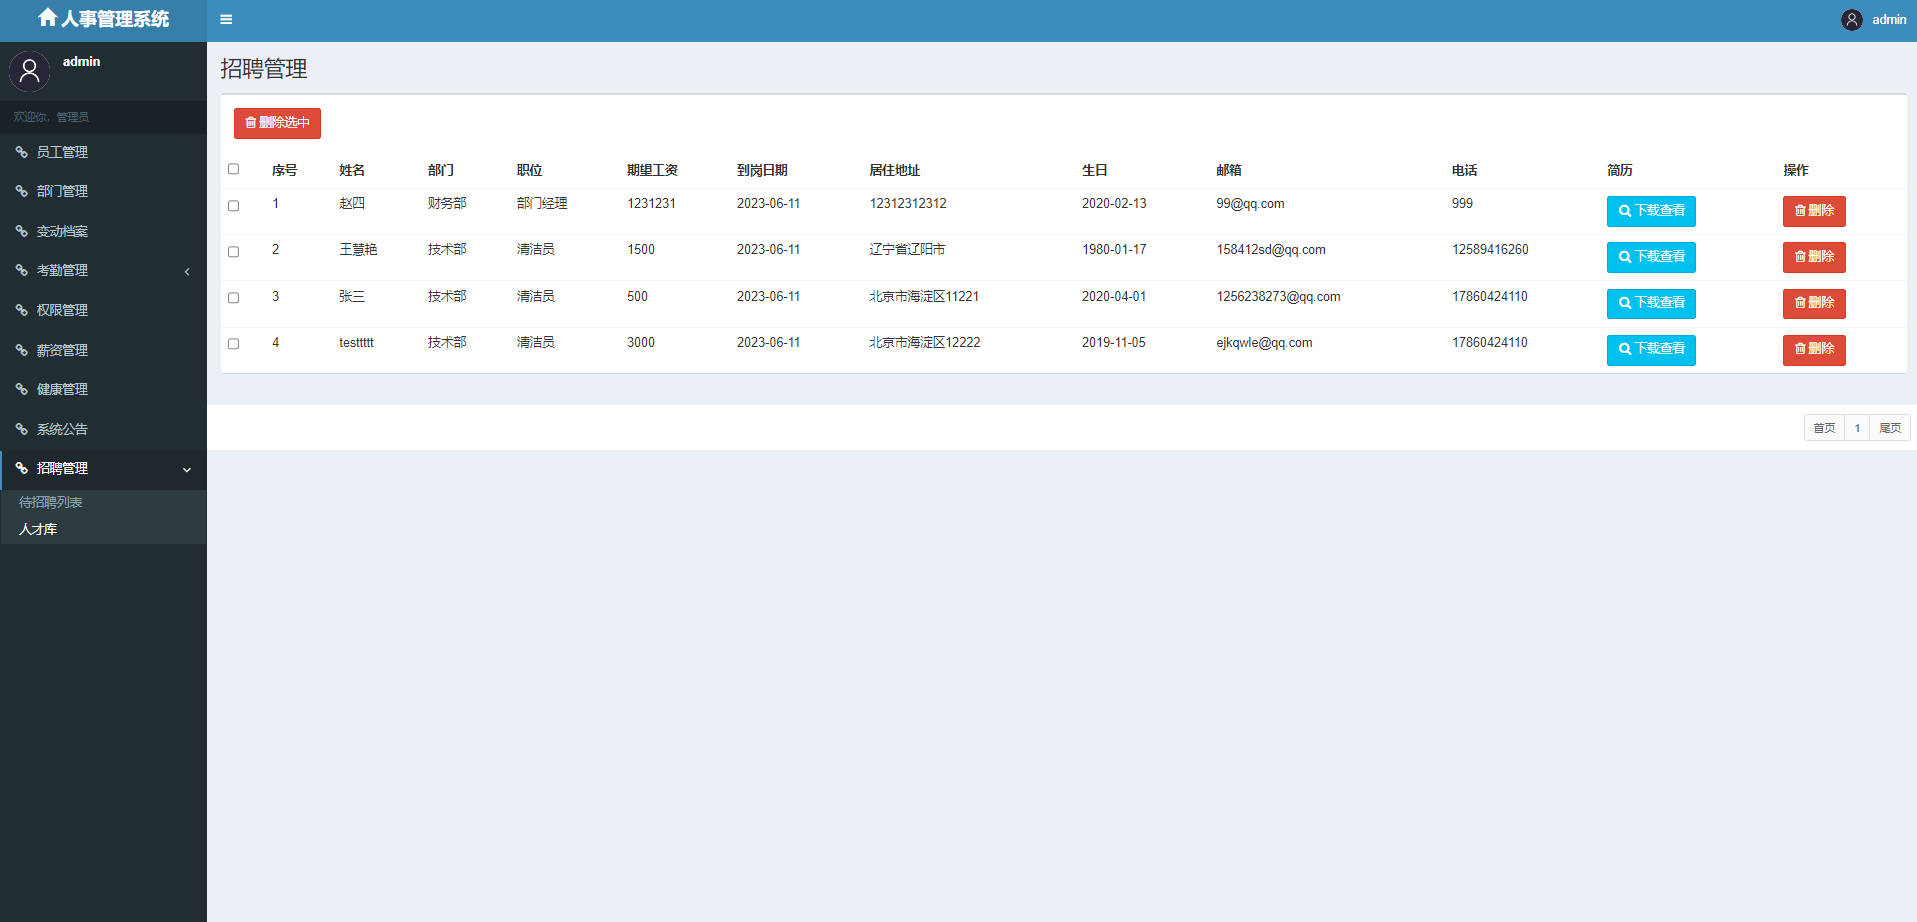 人事管理系统
admin
admin
欢迎你，管理员
员工管理
部门管理
变动档案
考勤管理
权限管理
薪资管理
健康管理
系统公告
招聘管理
待招聘列表
人才库
招聘管理
删除选中
序号 姓名 部门 职位 期望工资 到岗日期 居住地址 生日 邮箱 电话 简历 操作
1 赵四 财务部 部门经理 1231231 2023-06-11 12312312312 2020-02-13 99@qq.com 999 下载查看 删除
2 王慧艳 技术部 清洁员 1500 2023-06-11 辽宁省辽阳市 1980-01-17 158412sd@qq.com 12589416260 下载查看 删除
3 张三 技术部 清洁员 500 2023-06-11 北京市海淀区11221 2020-04-01 1256238273@qq.com 17860424110 下载查看 删除
4 testtttt 技术部 清洁员 3000 2023-06-11 北京市海淀区12222 2019-11-05 ejkqwle@qq.com 17860424110 下载查看 删除
首页 1 尾页